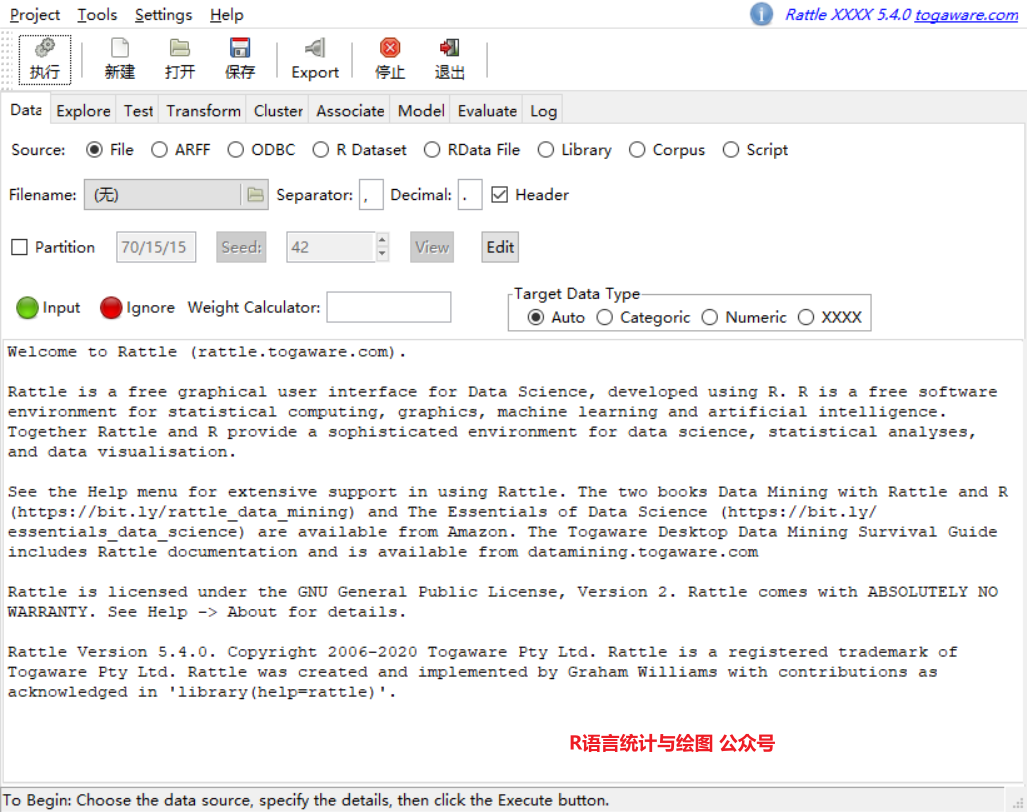 Project Tools Settings Help Rattle XXXX 5.4.0 togaware.com
执行 新建 打开 保存 Export 停止 退出
Data Explore Test Transform Cluster Associate Model Evaluate Log
Source: File ARFF ODBC R Dataset RData File Library Corpus Script
Filename: (无) Separator: , Decimal: . Header
Partition 70/15/15 Seed: 42 View Edit
Target Data Type
Input Ignore Weight Calculator: Auto Categoric Numeric XXXX
Welcome to Rattle (rattle.togaware.com).
Rattle is a free graphical user interface for Data Science, developed using R. R is a free software
environment for statistical computing, graphics, machine learning and artificial intelligence.
Together Rattle and R provide a sophisticated environment for data science, statistical analyses,
and data visualisation.
See the Help menu for extensive support in using Rattle. The two books Data Mining with Rattle and R
(https://bit.ly/rattle_data_mining) and The Essentials of Data Science (https://bit.ly/
essentials_data_science) are available from Amazon. The Togaware Desktop Data Mining Survival Guide
includes Rattle documentation and is available from datamining.togaware.com
Rattle is licensed under the GNU General Public License, Version 2. Rattle comes with ABSOLUTELY NO
WARRANTY. See Help -> About for details.
Rattle Version 5.4.0. Copyright 2006-2020 Togaware Pty Ltd. Rattle is a registered trademark of
Togaware Pty Ltd. Rattle was created and implemented by Graham Williams with contributions as
acknowledged in 'library(help=rattle)'.
R语言统计与绘图 公众号
To Begin: Choose the data source, specify the details, then click the Execute button.